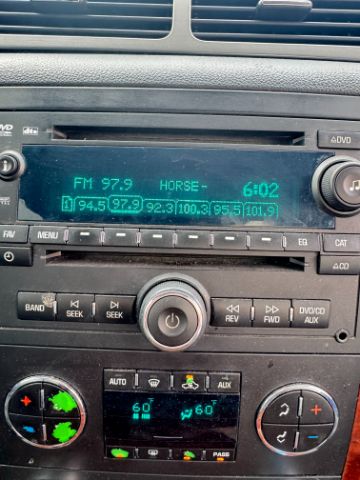 DVD dts DVD
FM 97.9 HORSE- 6:02
1 94.5 97.9 92.3 100.3 95.5 101.9
FAV MENU EQ CAT
CD
BAND SEEK SEEK REV FWD DVD/CD AUX
AUTO AUX
60°F 60°F
PASS